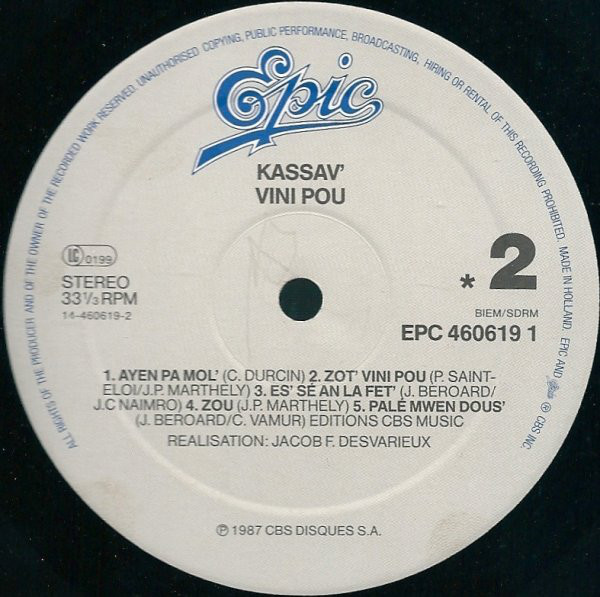 ALL RIGHTS OF THE PRODUCER AND OF THE OWNER OF THE RECORDED WORK RESERVED. UNAUTHORISED COPYING, PUBLIC PERFORMANCE, BROADCASTING, HIRING OR RENTAL OF THIS RECORDING PROHIBITED. MADE IN HOLLAND. EPIC AND Epic ® CBS INC.
Epic
KASSAV'
VINI POU
LC 0199
STEREO
33 1/3 RPM
14-460619-2
* 2
BIEM/SDRM
EPC 460619 1
1. AYEN PA MOL' (C. DURCIN) 2. ZOT' VINI POU (P. SAINT-
ELOI/J.P. MARTHELY) 3. ES' SÉ AN LA FET' (J. BEROARD/
J.C NAIMRO) 4. ZOU (J.P. MARTHELY) 5. PALÉ MWEN DOUS'
(J. BEROARD/C. VAMUR) EDITIONS CBS MUSIC
REALISATION: JACOB F. DESVARIEUX
℗ 1987 CBS DISQUES S.A.